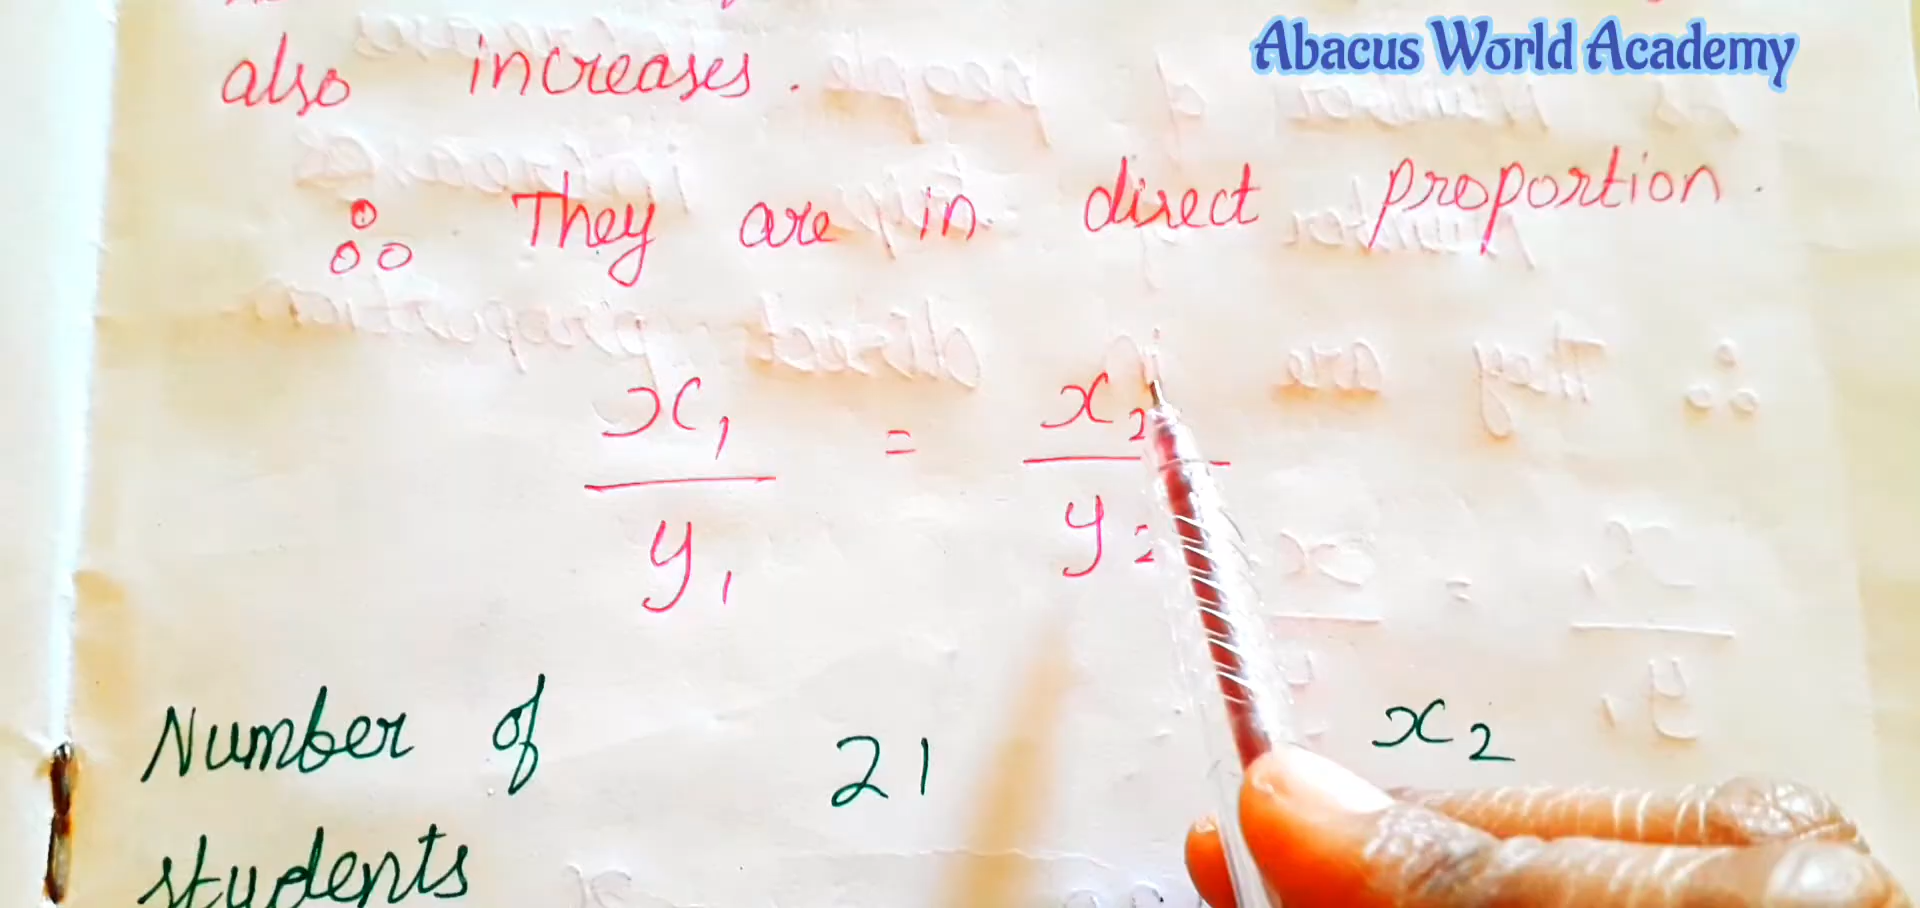 Abacus World Academy
also increases.
∴ They are in direct proportion.
x₁ = x₂
y₁ y₂
Number of 21 x₂
students